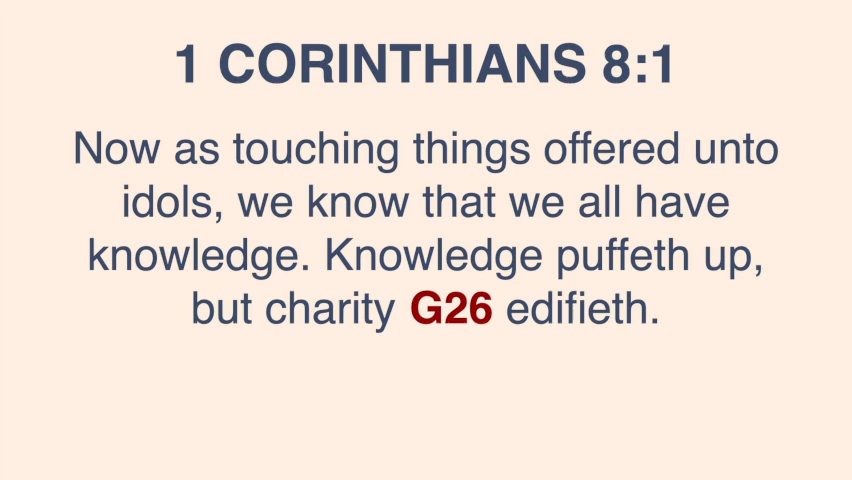 1 CORINTHIANS 8:1
Now as touching things offered unto
idols, we know that we all have
knowledge. Knowledge puffeth up,
but charity G26 edifieth.